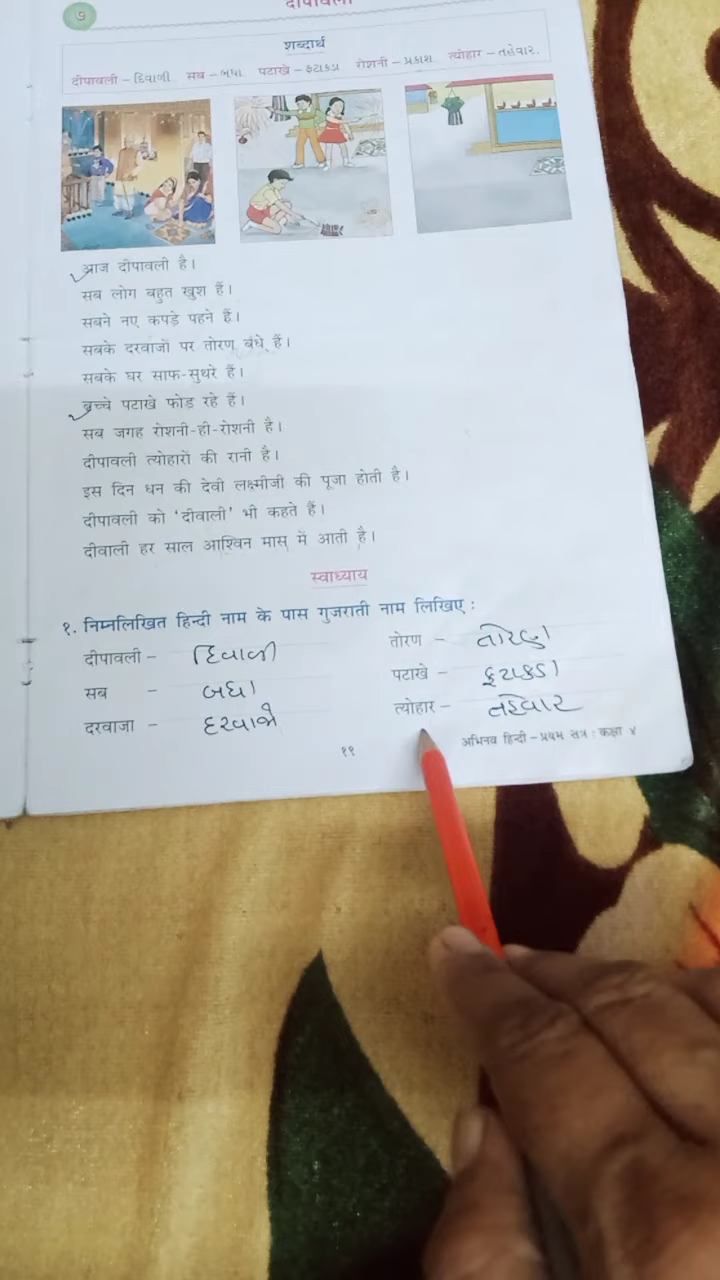 ७
दीपावली
शब्दार्थ
दीपावली – દિવાળી सब – બધા पटाखे – ફટાકડા रोशनी – પ્રકાશ त्योहार – તહેવાર.
आज दीपावली है।
सब लोग बहुत खुश हैं।
सबने नए कपड़े पहने हैं।
सबके दरवाजों पर तोरण बंधे हैं।
सबके घर साफ-सुथरे हैं।
बच्चे पटाखे फोड़ रहे हैं।
सब जगह रोशनी-ही-रोशनी है।
दीपावली त्योहारों की रानी है।
इस दिन धन की देवी लक्ष्मीजी की पूजा होती है।
दीपावली को 'दीवाली' भी कहते हैं।
दीवाली हर साल आश्विन मास में आती है।
स्वाध्याय
१. निम्नलिखित हिन्दी नाम के पास गुजराती नाम लिखिए :
दीपावली – દિવાળી तोरण – તોરણ
सब – બધા पटाखे – ફટાકડા
दरवाजा – દરવાજો त्योहार – તહેવાર
१९ अभिनव हिन्दी – प्रथम सत्र : कक्षा ४